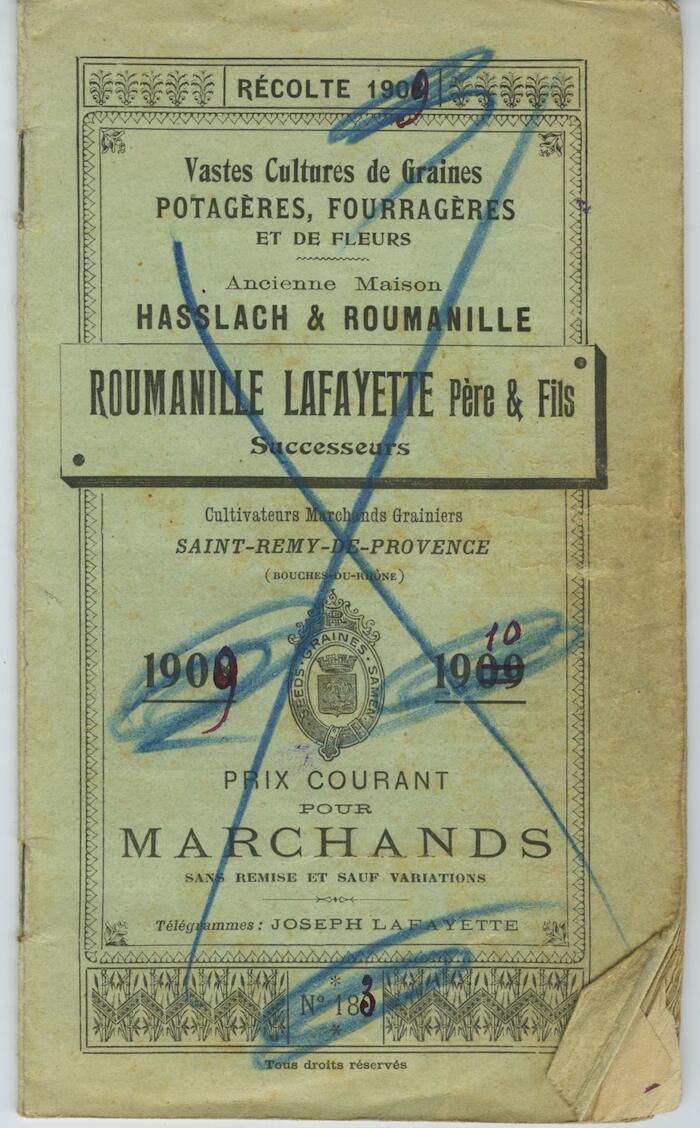 RÉCOLTE 1909
Vastes Cultures de Graines
POTAGÈRES, FOURRAGÈRES
ET DE FLEURS
Ancienne Maison
HASSLACH & ROUMANILLE
ROUMANILLE LAFAYETTE Père & Fils
Successeurs
Cultivateurs Marchands Grainiers
SAINT-REMY-DE-PROVENCE
(BOUCHES-DU-RHÔNE)
10
1909 1909
SEEDS · GRAINES · SAMEN
PRIX COURANT
POUR
MARCHANDS
SANS REMISE ET SAUF VARIATIONS
Télégrammes : JOSEPH LAFAYETTE
*
N° 183
*
Tous droits réservés